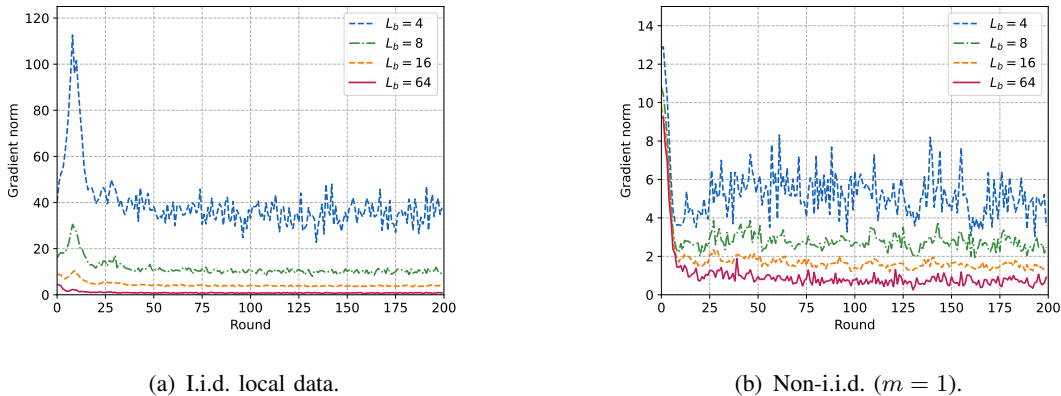 120
100
80
60
40
20
0
Gradient norm
0 25 50 75 100 125 150 175 200
Round
L_b = 4
L_b = 8
L_b = 16
L_b = 64
(a) I.i.d. local data.
14
12
10
8
6
4
2
0
Gradient norm
0 25 50 75 100 125 150 175 200
Round
L_b = 4
L_b = 8
L_b = 16
L_b = 64
(b) Non-i.i.d. (m = 1).